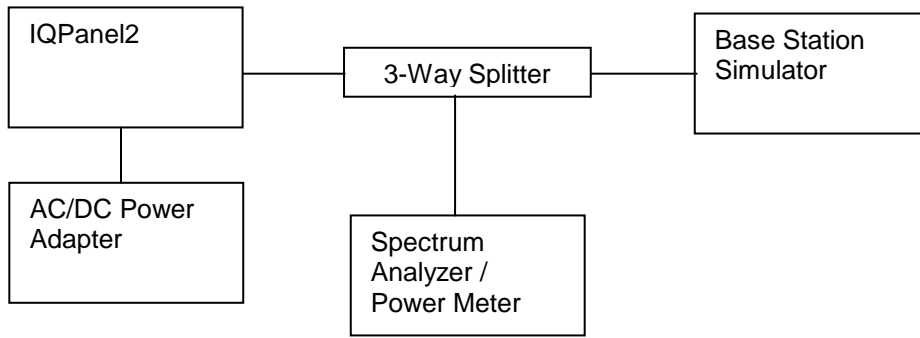 IQPanel2
3-Way Splitter
Base Station
Simulator
AC/DC Power
Adapter
Spectrum
Analyzer /
Power Meter